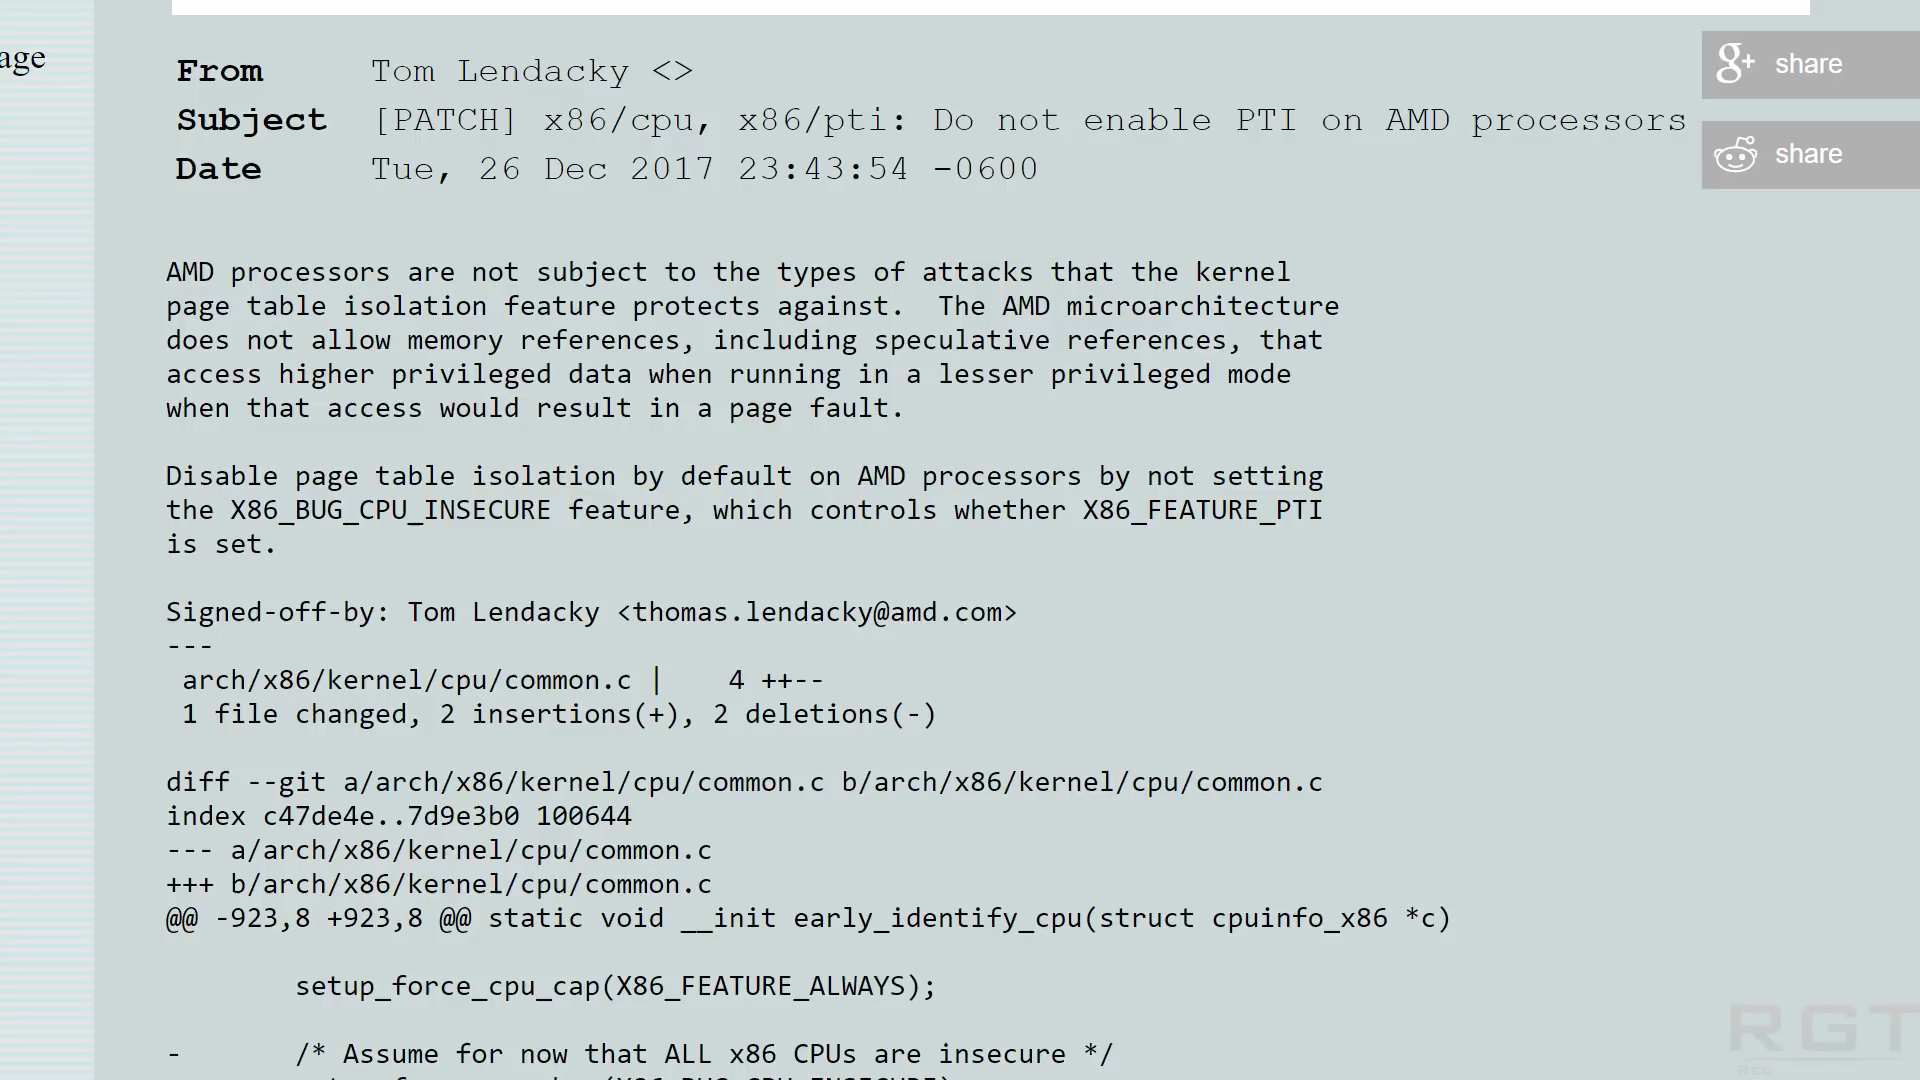 age
From Tom Lendacky <>
Subject [PATCH] x86/cpu, x86/pti: Do not enable PTI on AMD processors
Date Tue, 26 Dec 2017 23:43:54 -0600
g+ share
share
AMD processors are not subject to the types of attacks that the kernel
page table isolation feature protects against.  The AMD microarchitecture
does not allow memory references, including speculative references, that
access higher privileged data when running in a lesser privileged mode
when that access would result in a page fault.
Disable page table isolation by default on AMD processors by not setting
the X86_BUG_CPU_INSECURE feature, which controls whether X86_FEATURE_PTI
is set.
Signed-off-by: Tom Lendacky <thomas.lendacky@amd.com>
---
arch/x86/kernel/cpu/common.c |    4 ++--
1 file changed, 2 insertions(+), 2 deletions(-)
diff --git a/arch/x86/kernel/cpu/common.c b/arch/x86/kernel/cpu/common.c
index c47de4e..7d9e3b0 100644
--- a/arch/x86/kernel/cpu/common.c
+++ b/arch/x86/kernel/cpu/common.c
@@ -923,8 +923,8 @@ static void __init early_identify_cpu(struct cpuinfo_x86 *c)
setup_force_cpu_cap(X86_FEATURE_ALWAYS);
-       /* Assume for now that ALL x86 CPUs are insecure */
RGT